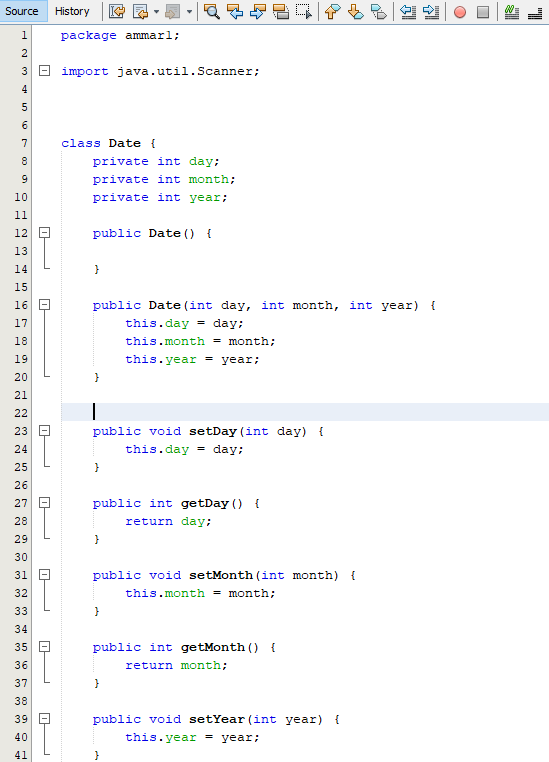 Source History
1 package ammar1;
2
3 import java.util.Scanner;
4
5
6
7 class Date {
8 private int day;
9 private int month;
10 private int year;
11
12 public Date() {
13
14 }
15
16 public Date(int day, int month, int year) {
17 this.day = day;
18 this.month = month;
19 this.year = year;
20 }
21
22
23 public void setDay(int day) {
24 this.day = day;
25 }
26
27 public int getDay() {
28 return day;
29 }
30
31 public void setMonth(int month) {
32 this.month = month;
33 }
34
35 public int getMonth() {
36 return month;
37 }
38
39 public void setYear(int year) {
40 this.year = year;
41 }